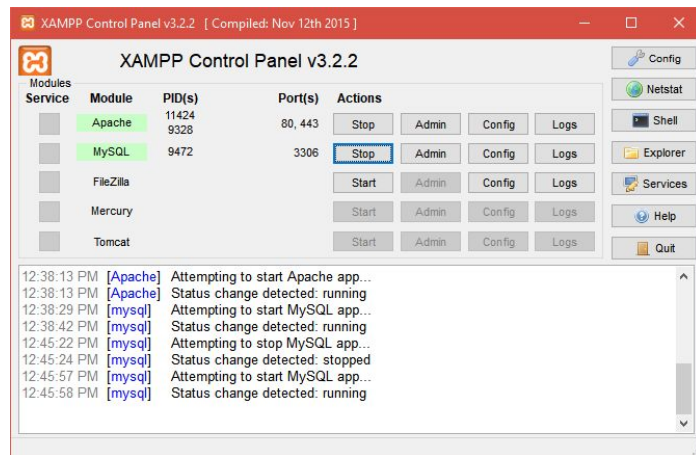 XAMPP Control Panel v3.2.2 [ Compiled: Nov 12th 2015 ]
XAMPP Control Panel v3.2.2
Config
Modules
Netstat
Service Module PID(s) Port(s) Actions
Apache 11424 9328 80, 443 Stop Admin Config Logs
Shell
MySQL 9472 3306 Stop Admin Config Logs
Explorer
FileZilla Start Admin Config Logs
Services
Mercury Start Admin Config Logs
Help
Tomcat Start Admin Config Logs
Quit
12:38:13 PM [Apache] Attempting to start Apache app...
12:38:13 PM [Apache] Status change detected: running
12:38:29 PM [mysql] Attempting to start MySQL app...
12:38:42 PM [mysql] Status change detected: running
12:45:22 PM [mysql] Attempting to stop MySQL app...
12:45:24 PM [mysql] Status change detected: stopped
12:45:57 PM [mysql] Attempting to start MySQL app...
12:45:58 PM [mysql] Status change detected: running